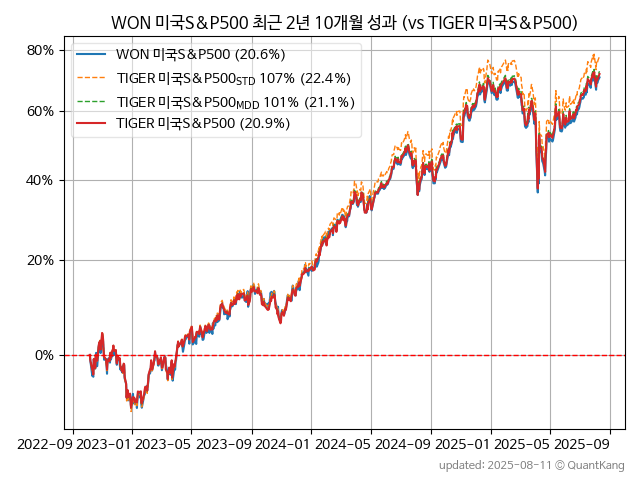 WON 미국S&P500 최근 2년 10개월 성과 (vs TIGER 미국S&P500)
WON 미국S&P500 (20.6%)
TIGER 미국S&P500STD 107% (22.4%)
TIGER 미국S&P500MDD 101% (21.1%)
TIGER 미국S&P500 (20.9%)
80%
60%
40%
20%
0%
2022-09 2023-01 2023-05 2023-09 2024-01 2024-05 2024-09 2025-01 2025-05 2025-09
updated: 2025-08-11 © QuantKang